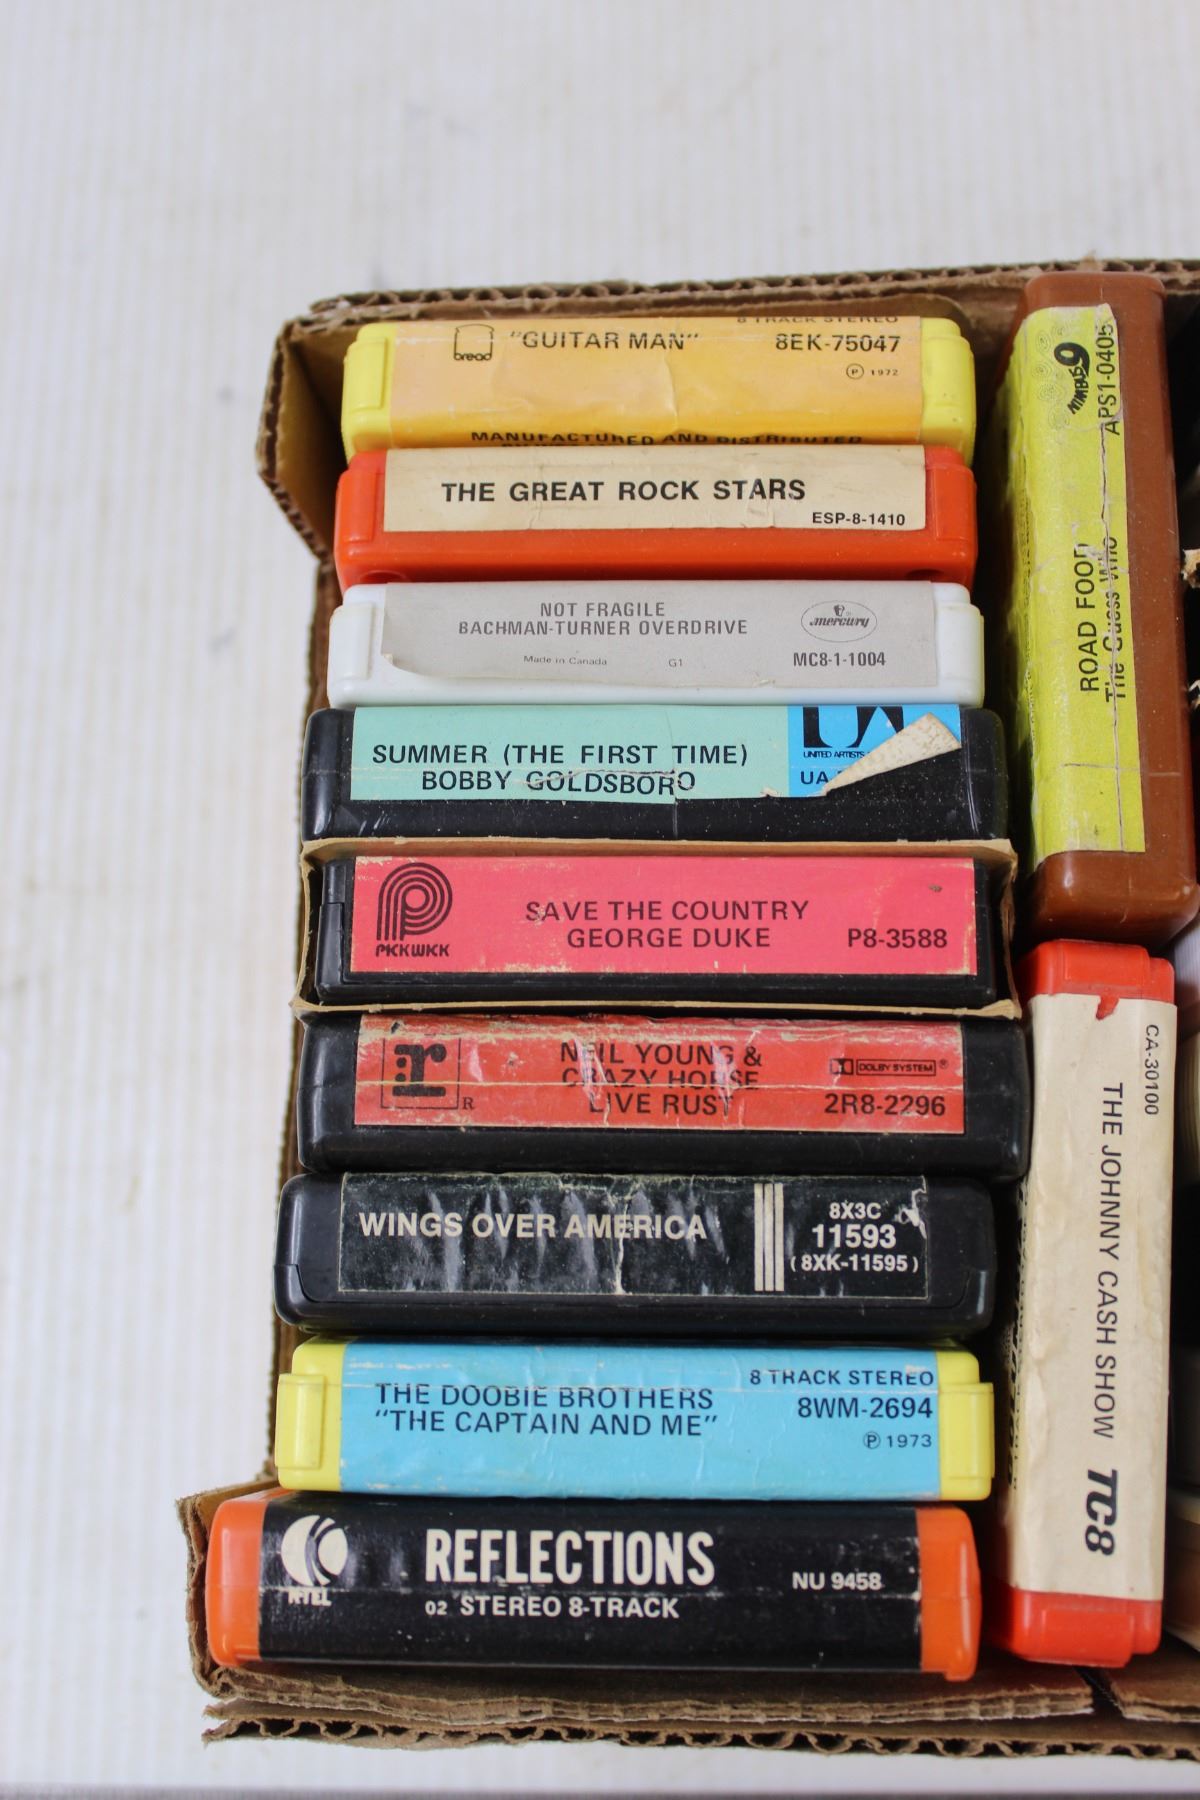 8 TRACK STEREO
bread
"GUITAR MAN"
8EK-75047
Ⓟ 1972
MANUFACTURED AND DISTRIBUTED
THE GREAT ROCK STARS
ESP-8-1410
NOT FRAGILE
BACHMAN-TURNER OVERDRIVE
mercury
Made in Canada
G1
MC8-1-1004
SUMMER (THE FIRST TIME)
BOBBY GOLDSBORO
UA
UNITED ARTISTS
UA
PICKWICK
SAVE THE COUNTRY
GEORGE DUKE
P8-3588
r
R
NEIL YOUNG &
CRAZY HORSE
LIVE RUST
DOLBY SYSTEM®
2R8-2296
WINGS OVER AMERICA
8X3C
11593
(8XK-11595)
THE DOOBIE BROTHERS
"THE CAPTAIN AND ME"
8 TRACK STEREO
8WM-2694
Ⓟ 1973
K-TEL
REFLECTIONS
02 STEREO 8-TRACK
NU 9458
NIMBUS 9
APS1-0405
ROAD FOOD
The Guess Who
CA-30100
THE JOHNNY CASH SHOW
TC8